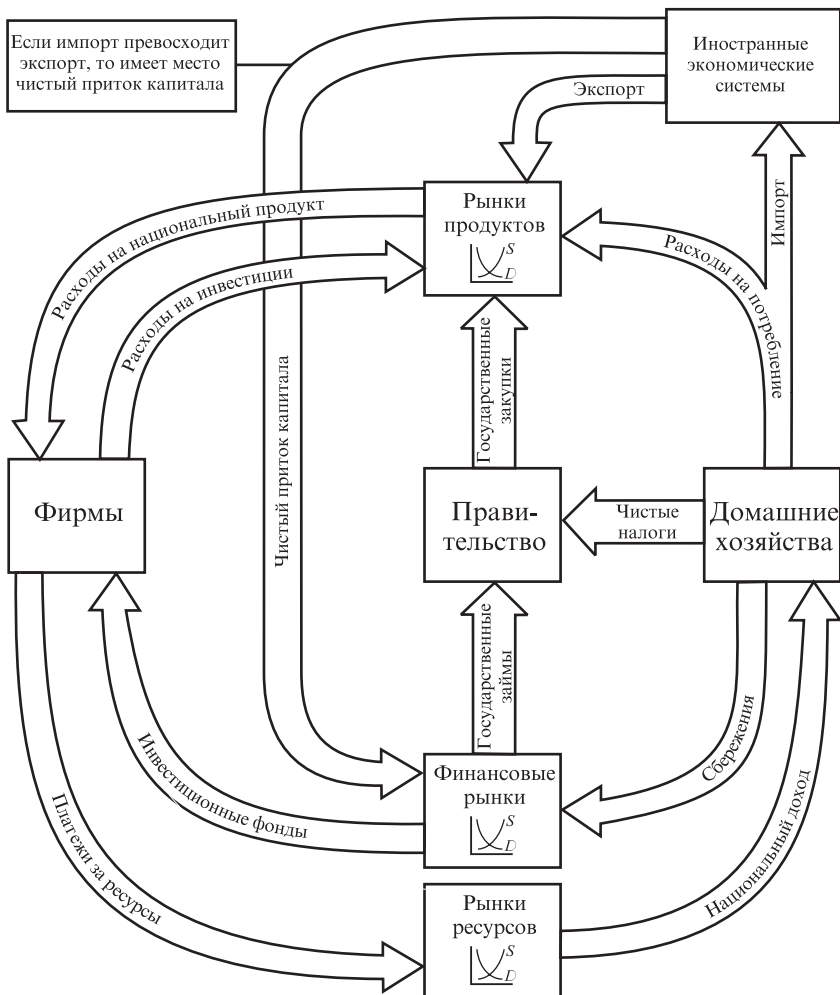 Если импорт превосходит
экспорт, то имеет место
чистый приток капитала
Иностранные
экономические
системы
Экспорт
Импорт
Рынки
продуктов
S
D
Расходы на национальный продукт
Расходы на инвестиции
Расходы на потребление
Государственные
закупки
Чистый приток капитала
Фирмы
Прави-
тельство
Чистые
налоги
Домашние
хозяйства
Государственные
займы
Сбережения
Финансовые
рынки
S
D
Инвестиционные фонды
Национальный доход
Платежи за ресурсы
Рынки
ресурсов
S
D